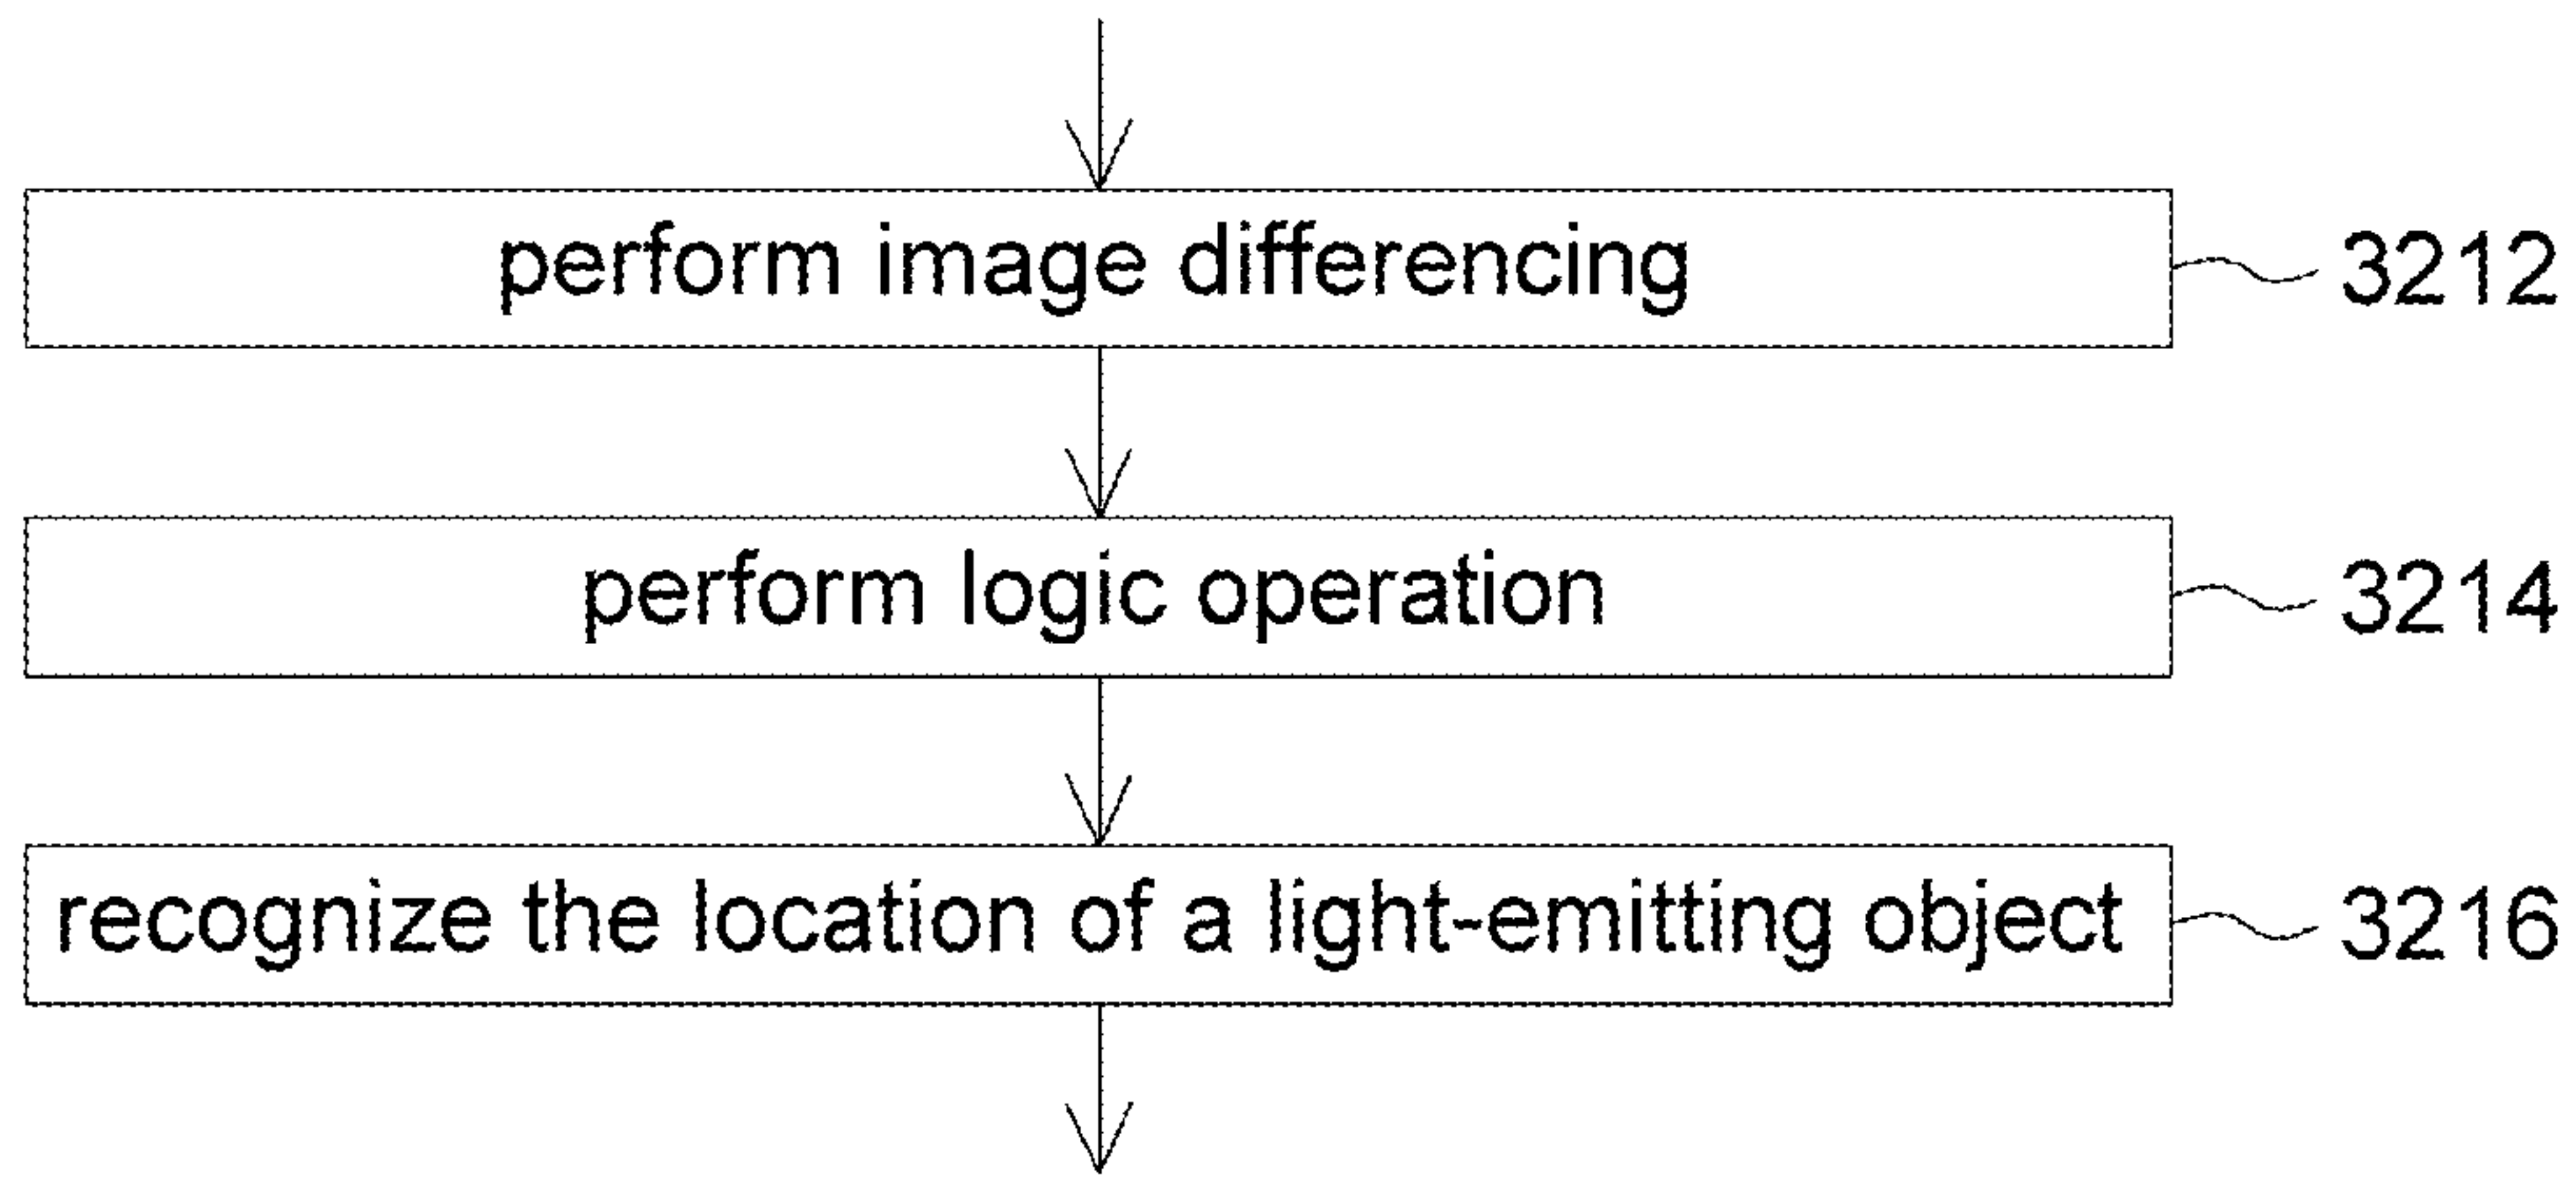 perform image differencing 3212
perform logic operation 3214
recognize the location of a light-emitting object 3216